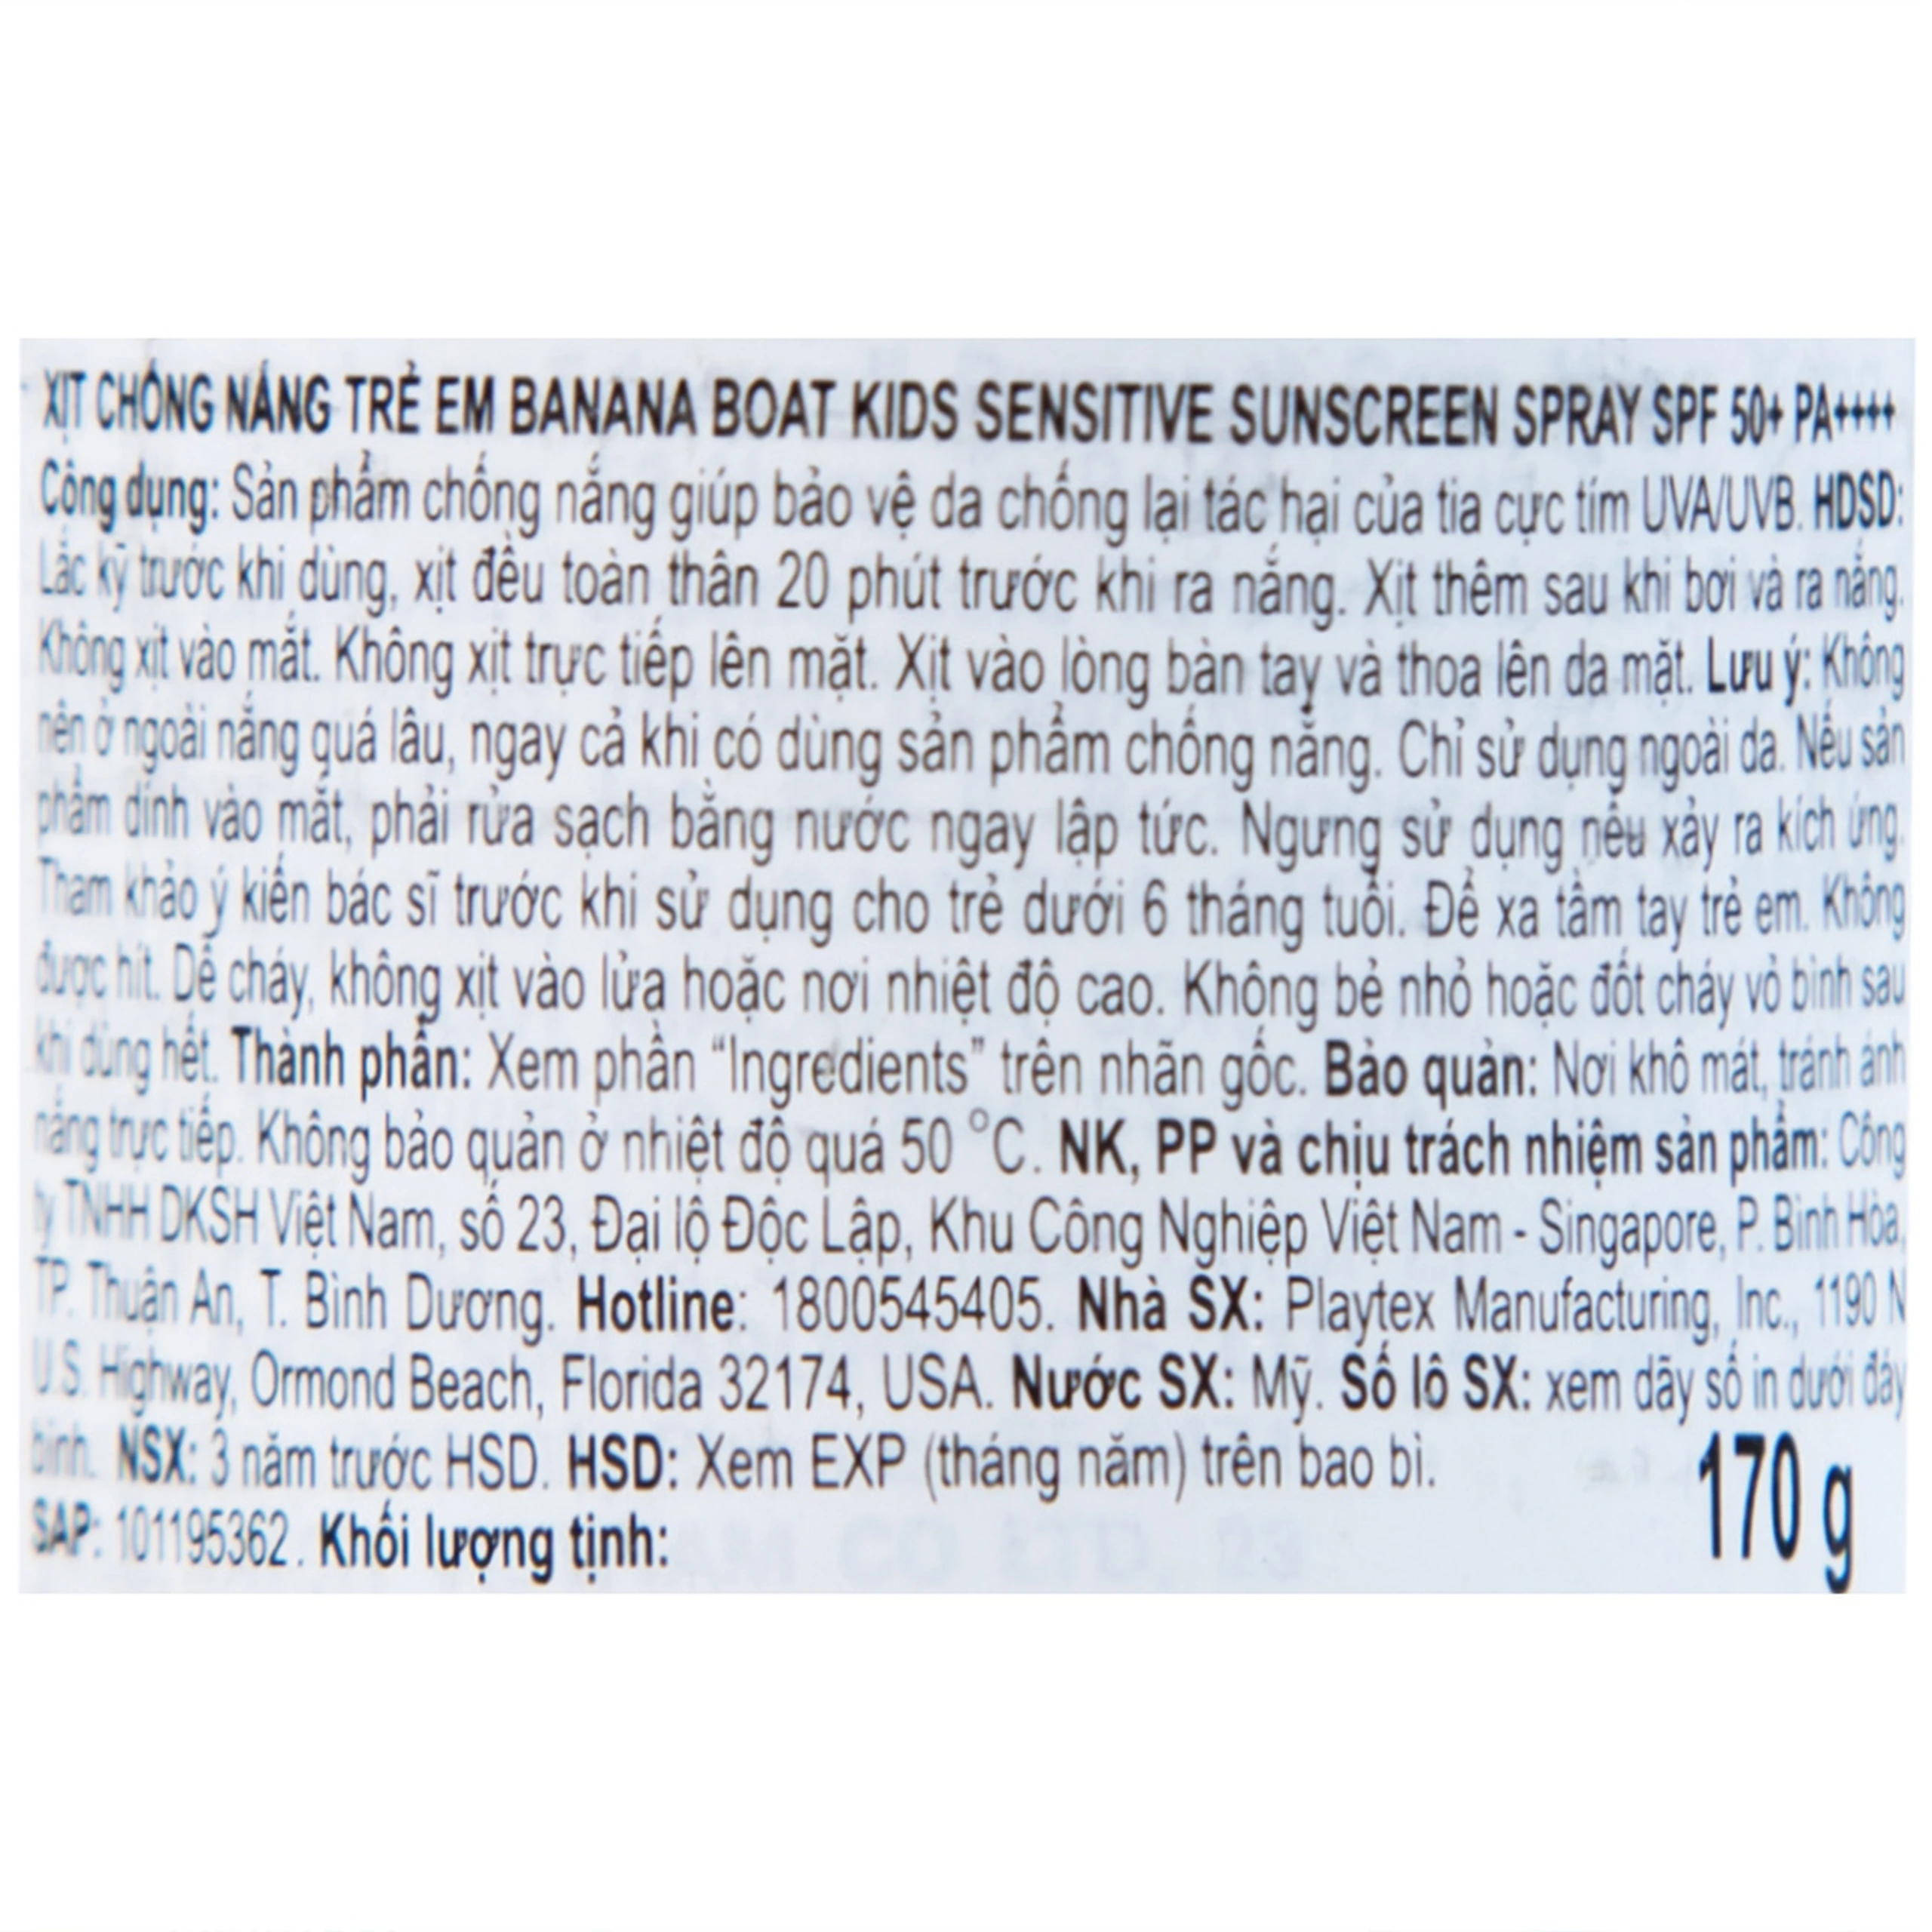 XỊT CHỐNG NẮNG TRẺ EM BANANA BOAT KIDS SENSITIVE SUNSCREEN SPRAY SPF 50+ PA++++
Công dụng: Sản phẩm chống nắng giúp bảo vệ da chống lại tác hại của tia cực tím UVA/UVB. HDSD:
Lắc kỹ trước khi dùng, xịt đều toàn thân 20 phút trước khi ra nắng. Xịt thêm sau khi bơi và ra nắng.
Không xịt vào mắt. Không xịt trực tiếp lên mặt. Xịt vào lòng bàn tay và thoa lên da mặt. Lưu ý: Không
nên ở ngoài nắng quá lâu, ngay cả khi có dùng sản phẩm chống nắng. Chỉ sử dụng ngoài da. Nếu sản
phẩm dính vào mắt, phải rửa sạch bằng nước ngay lập tức. Ngưng sử dụng nếu xảy ra kích ứng.
Tham khảo ý kiến bác sĩ trước khi sử dụng cho trẻ dưới 6 tháng tuổi. Để xa tầm tay trẻ em. Không
được hít. Dễ cháy, không xịt vào lửa hoặc nơi nhiệt độ cao. Không bẻ nhỏ hoặc đốt cháy vỏ bình sau
khi dùng hết. Thành phần: Xem phần “Ingredients” trên nhãn gốc. Bảo quản: Nơi khô mát, tránh ánh
nắng trực tiếp. Không bảo quản ở nhiệt độ quá 50 °C. NK, PP và chịu trách nhiệm sản phẩm: Công
ty TNHH DKSH Việt Nam, số 23, Đại lộ Độc Lập, Khu Công Nghiệp Việt Nam - Singapore, P. Bình Hòa,
TP. Thuận An, T. Bình Dương. Hotline: 1800545405. Nhà SX: Playtex Manufacturing, Inc., 1190 N
U.S. Highway, Ormond Beach, Florida 32174, USA. Nước SX: Mỹ. Số lô SX: xem dãy số in dưới đáy
bình. NSX: 3 năm trước HSD. HSD: Xem EXP (tháng năm) trên bao bì.
SAP: 101195362. Khối lượng tịnh: 170 g